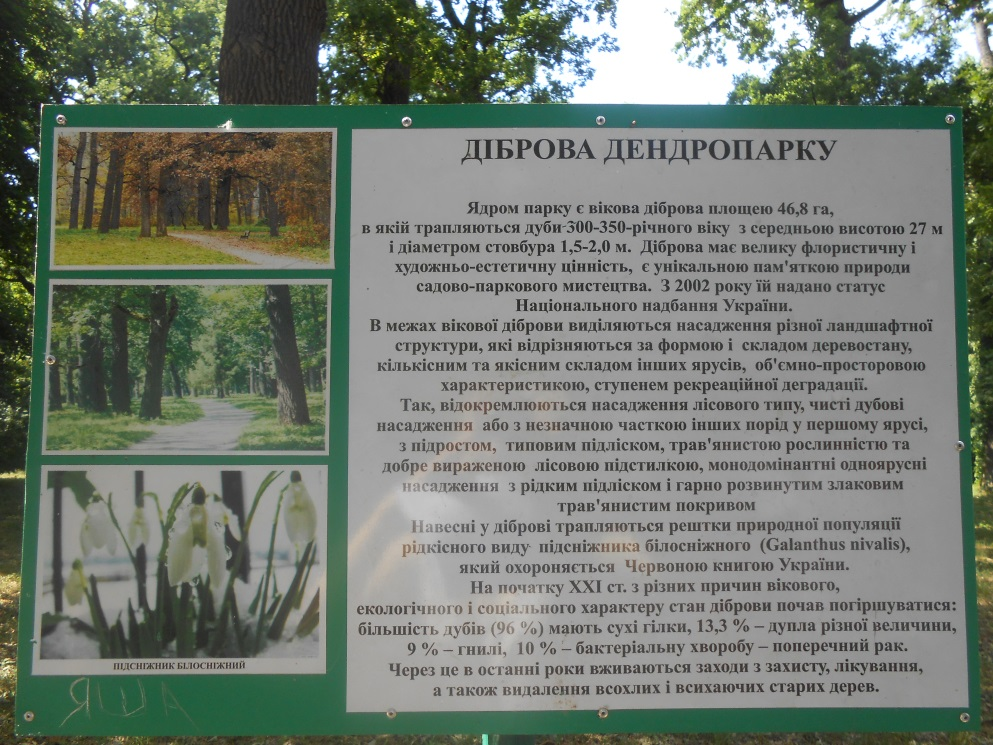 ДІБРОВА ДЕНДРОПАРКУ
Ядром парку є вікова діброва площею 46,8 га,
в якій трапляються дуби 300-350-річного віку з середньою висотою 27 м
і діаметром стовбура 1,5-2,0 м. Діброва має велику флористичну і
художньо-естетичну цінність, є унікальною пам'яткою природи
садово-паркового мистецтва. З 2002 року їй надано статус
Національного надбання України.
В межах вікової діброви виділяються насадження різної ландшафтної
структури, які відрізняються за формою і складом деревостану,
кількісним та якісним складом інших ярусів, об'ємно-просторовою
характеристикою, ступенем рекреаційної деградації.
Так, відокремлюються насадження лісового типу, чисті дубові
насадження або з незначною часткою інших порід у першому ярусі,
з підростом, типовим підліском, трав'янистою рослинністю та
добре вираженою лісовою підстилкою, монодомінантні одноярусні
насадження з рідким підліском і гарно розвинутим злаковим
трав'янистим покривом
Навесні у діброві трапляються рештки природної популяції
рідкісного виду підсніжника білосніжного (Galanthus nivalis),
який охороняється Червоною книгою України.
На початку XXI ст. з різних причин вікового,
екологічного і соціального характеру стан діброви почав погіршуватися:
більшість дубів (96 %) мають сухі гілки, 13,3 % – дупла різної величини,
9 % – гнилі, 10 % – бактеріальну хворобу – поперечний рак.
Через це в останні роки вживаються заходи з захисту, лікування,
а також видалення всохлих і всихаючих старих дерев.
ПІДСНІЖНИК БІЛОСНІЖНИЙ
ЯША